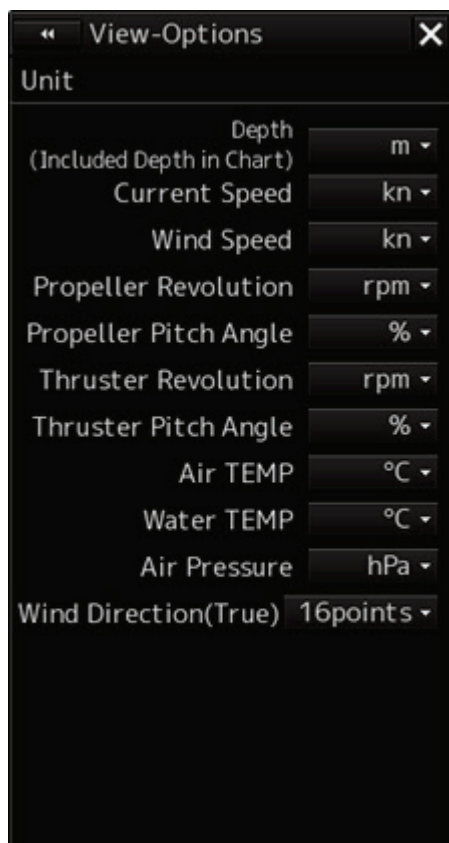 View-Options
Unit
Depth
(Included Depth in Chart) m
Current Speed kn
Wind Speed kn
Propeller Revolution rpm
Propeller Pitch Angle %
Thruster Revolution rpm
Thruster Pitch Angle %
Air TEMP °C
Water TEMP °C
Air Pressure hPa
Wind Direction(True) 16points